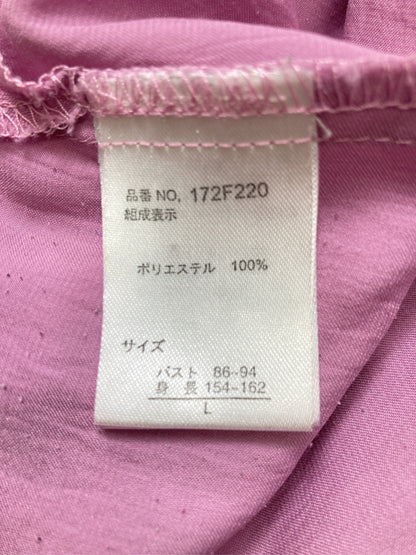 品番 NO, 172F220
組成表示
ポリエステル 100%
サイズ
バスト 86-94
身 長 154-162
L